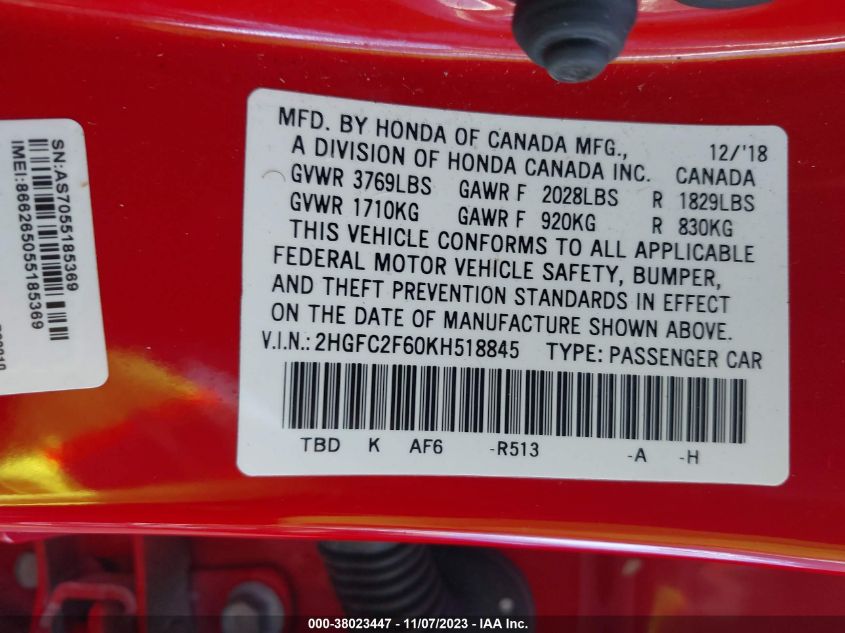 SN:AS7055185369
IMEI:866265055185369
MFD. BY HONDA OF CANADA MFG., 12/'18
A DIVISION OF HONDA CANADA INC. CANADA
GVWR 3769LBS GAWR F 2028LBS R 1829LBS
GVWR 1710KG GAWR F 920KG R 830KG
THIS VEHICLE CONFORMS TO ALL APPLICABLE
FEDERAL MOTOR VEHICLE SAFETY, BUMPER,
AND THEFT PREVENTION STANDARDS IN EFFECT
ON THE DATE OF MANUFACTURE SHOWN ABOVE.
V.I.N.: 2HGFC2F60KH518845 TYPE: PASSENGER CAR
TBD K AF6 -R513 -A -H
000-38023447 - 11/07/2023 - IAA Inc.